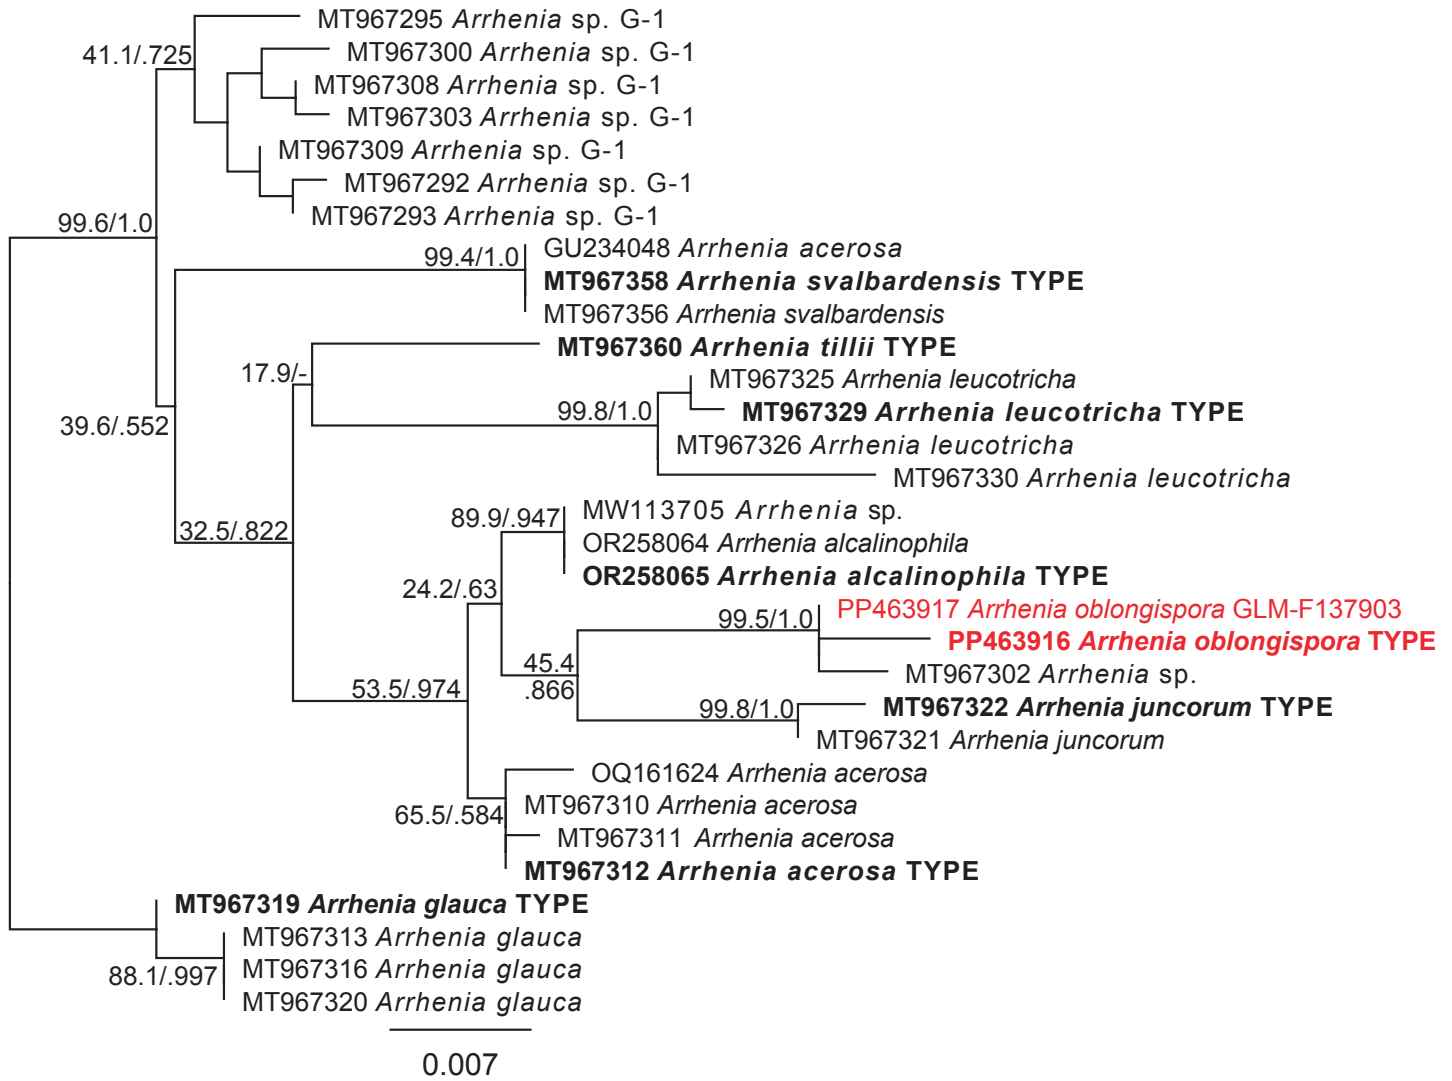 MT967295 Arrhenia sp. G-1
41.1/.725
MT967300 Arrhenia sp. G-1
MT967308 Arrhenia sp. G-1
MT967303 Arrhenia sp. G-1
MT967309 Arrhenia sp. G-1
MT967292 Arrhenia sp. G-1
MT967293 Arrhenia sp. G-1
99.6/1.0
GU234048 Arrhenia acerosa
99.4/1.0
MT967358 Arrhenia svalbardensis TYPE
MT967356 Arrhenia svalbardensis
MT967360 Arrhenia tillii TYPE
17.9/-
MT967325 Arrhenia leucotricha
99.8/1.0
MT967329 Arrhenia leucotricha TYPE
39.6/.552
MT967326 Arrhenia leucotricha
MT967330 Arrhenia leucotricha
MW113705 Arrhenia sp.
89.9/.947
32.5/.822
OR258064 Arrhenia alcalinophila
OR258065 Arrhenia alcalinophila TYPE
24.2/.63
PP463917 Arrhenia oblongispora GLM-F137903
99.5/1.0
PP463916 Arrhenia oblongispora TYPE
45.4
.866
MT967302 Arrhenia sp.
53.5/.974
99.8/1.0
MT967322 Arrhenia juncorum TYPE
MT967321 Arrhenia juncorum
OQ161624 Arrhenia acerosa
MT967310 Arrhenia acerosa
65.5/.584
MT967311 Arrhenia acerosa
MT967312 Arrhenia acerosa TYPE
MT967319 Arrhenia glauca TYPE
MT967313 Arrhenia glauca
88.1/.997
MT967316 Arrhenia glauca
MT967320 Arrhenia glauca
0.007